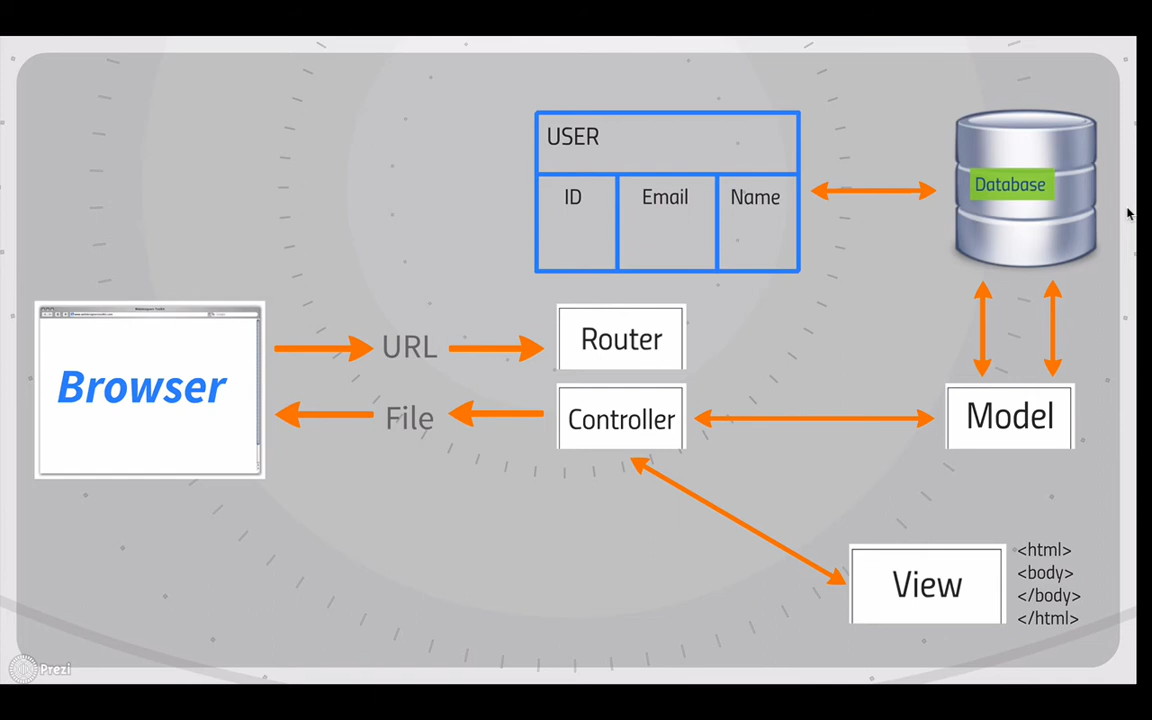 USER
ID
Email
Name
Database
Browser
URL
Router
File
Controller
Model
View
<html>
<body>
</body>
</html>
Prezi